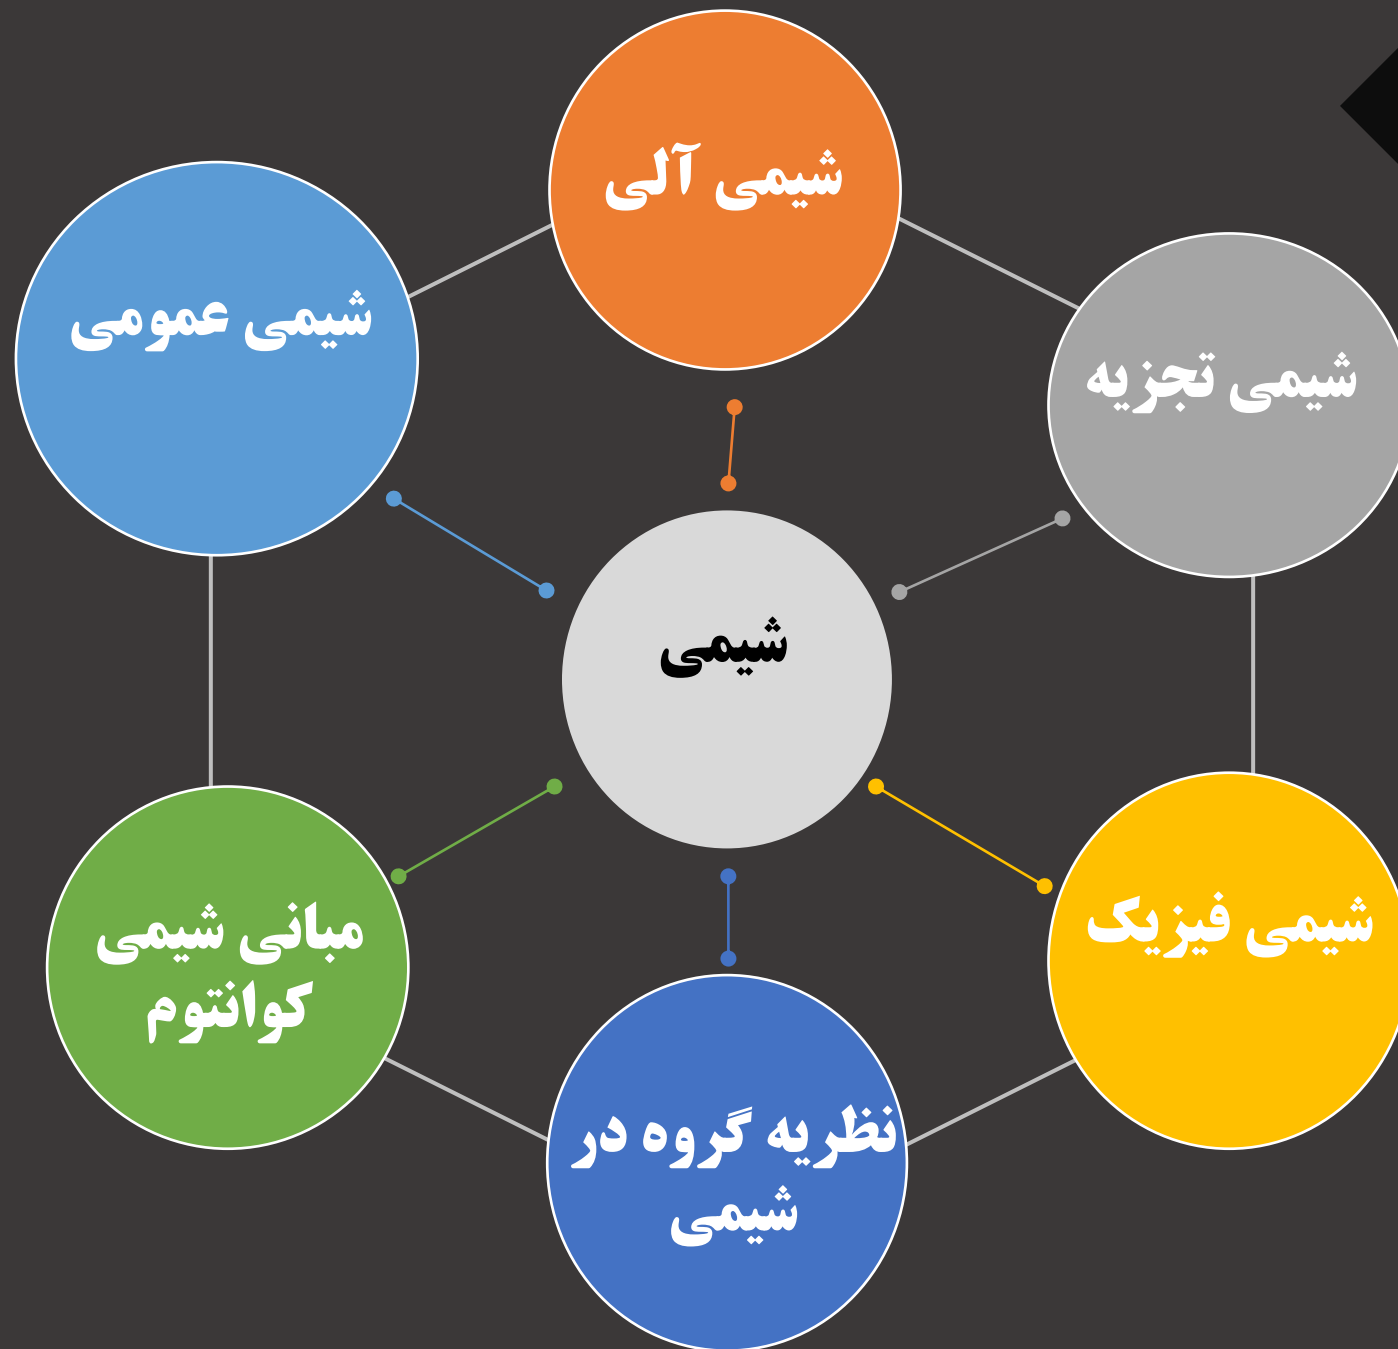 شیمی آلی
شیمی عمومی
شیمی تجزیه
شیمی
شیمی فیزیک
مبانی شیمی
کوانتوم
نظریه گروه در
شیمی